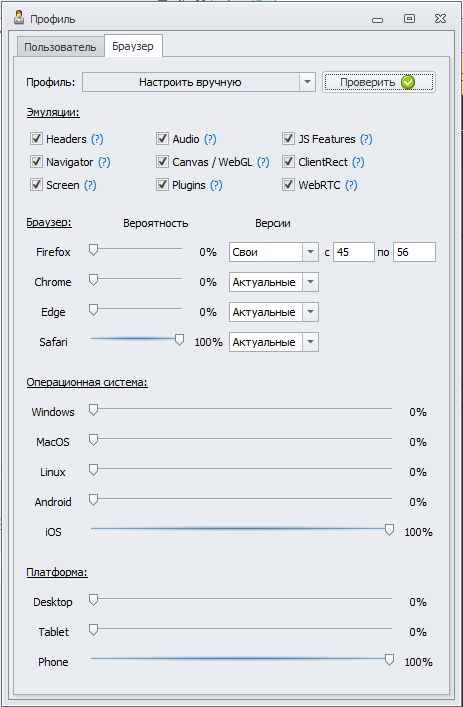 Профиль
Пользователь Браузер
Профиль: Настроить вручную Проверить
Эмуляции:
Headers (?) Audio (?) JS Features (?)
Navigator (?) Canvas / WebGL (?) ClientRect (?)
Screen (?) Plugins (?) WebRTC (?)
Браузер: Вероятность Версии
Firefox 0% Свои с 45 по 56
Chrome 0% Актуальные
Edge 0% Актуальные
Safari 100% Актуальные
Операционная система:
Windows 0%
MacOS 0%
Linux 0%
Android 0%
iOS 100%
Платформа:
Desktop 0%
Tablet 0%
Phone 100%